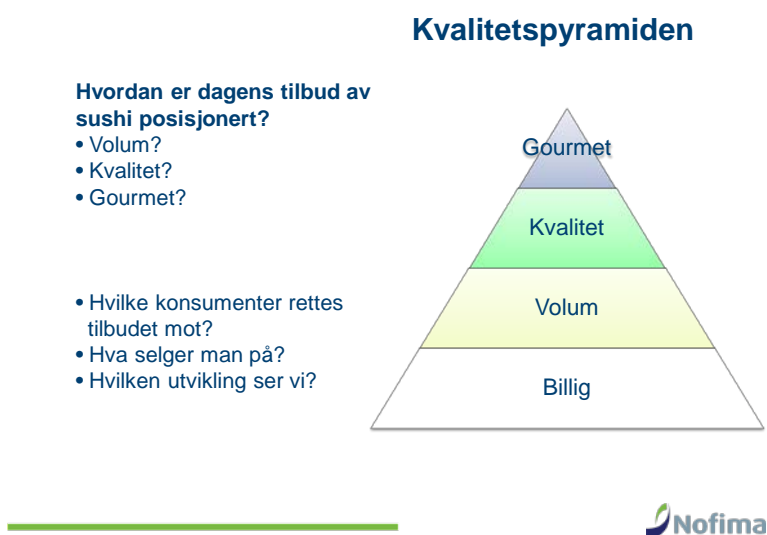 Kvalitetspyramiden
Hvordan er dagens tilbud av
sushi posisjonert?
• Volum?
• Kvalitet?
• Gourmet?
• Hvilke konsumenter rettes
tilbudet mot?
• Hva selger man på?
• Hvilken utvikling ser vi?
Gourmet
Kvalitet
Volum
Billig
Nofima